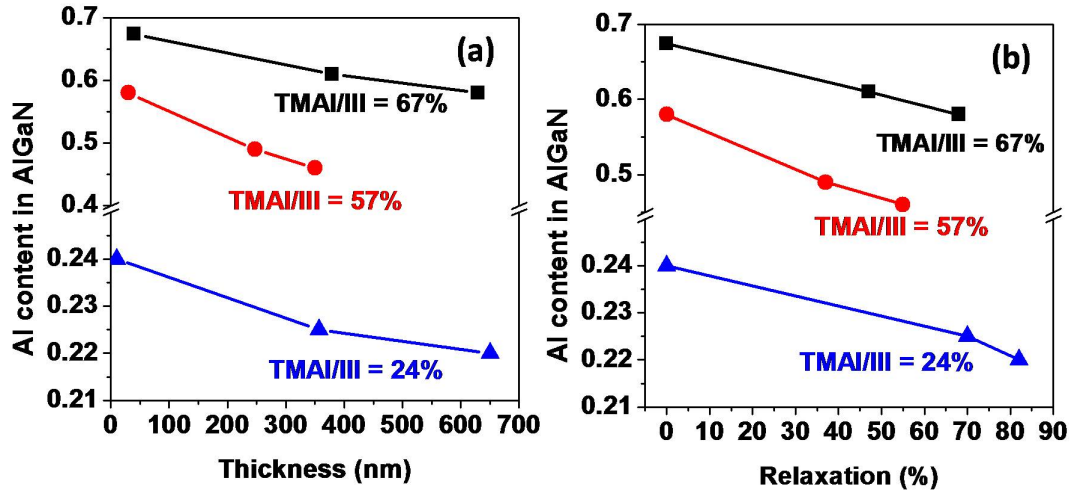 (a)
Al content in AlGaN
0.7
0.6
0.5
0.4
0.24
0.23
0.22
0.21
TMAl/III = 67%
TMAl/III = 57%
TMAl/III = 24%
0 100 200 300 400 500 600 700
Thickness (nm)
(b)
Al content in AlGaN
0.7
0.6
0.5
0.24
0.23
0.22
0.21
TMAl/III = 67%
TMAl/III = 57%
TMAl/III = 24%
0 10 20 30 40 50 60 70 80 90
Relaxation (%)